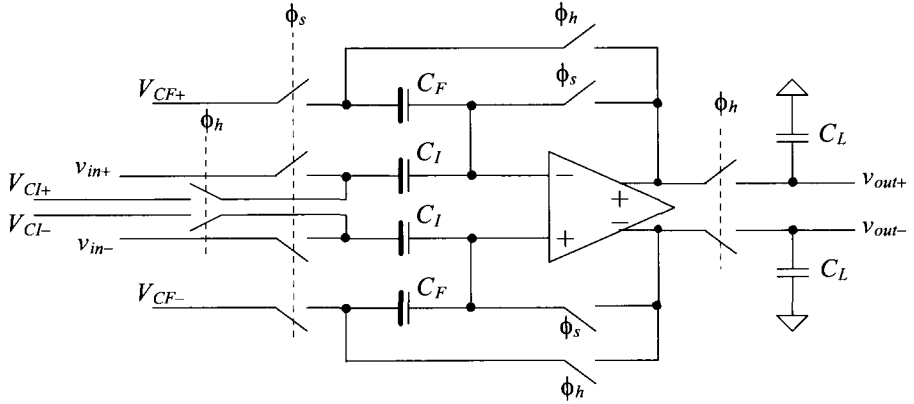 ϕh
ϕs
VCF+
CF
ϕs
ϕh
ϕh
CL
vin+
CI
VCI+
−
+
vout+
VCI−
−
vout−
vin−
CI
+
CL
VCF−
CF
ϕs
ϕh